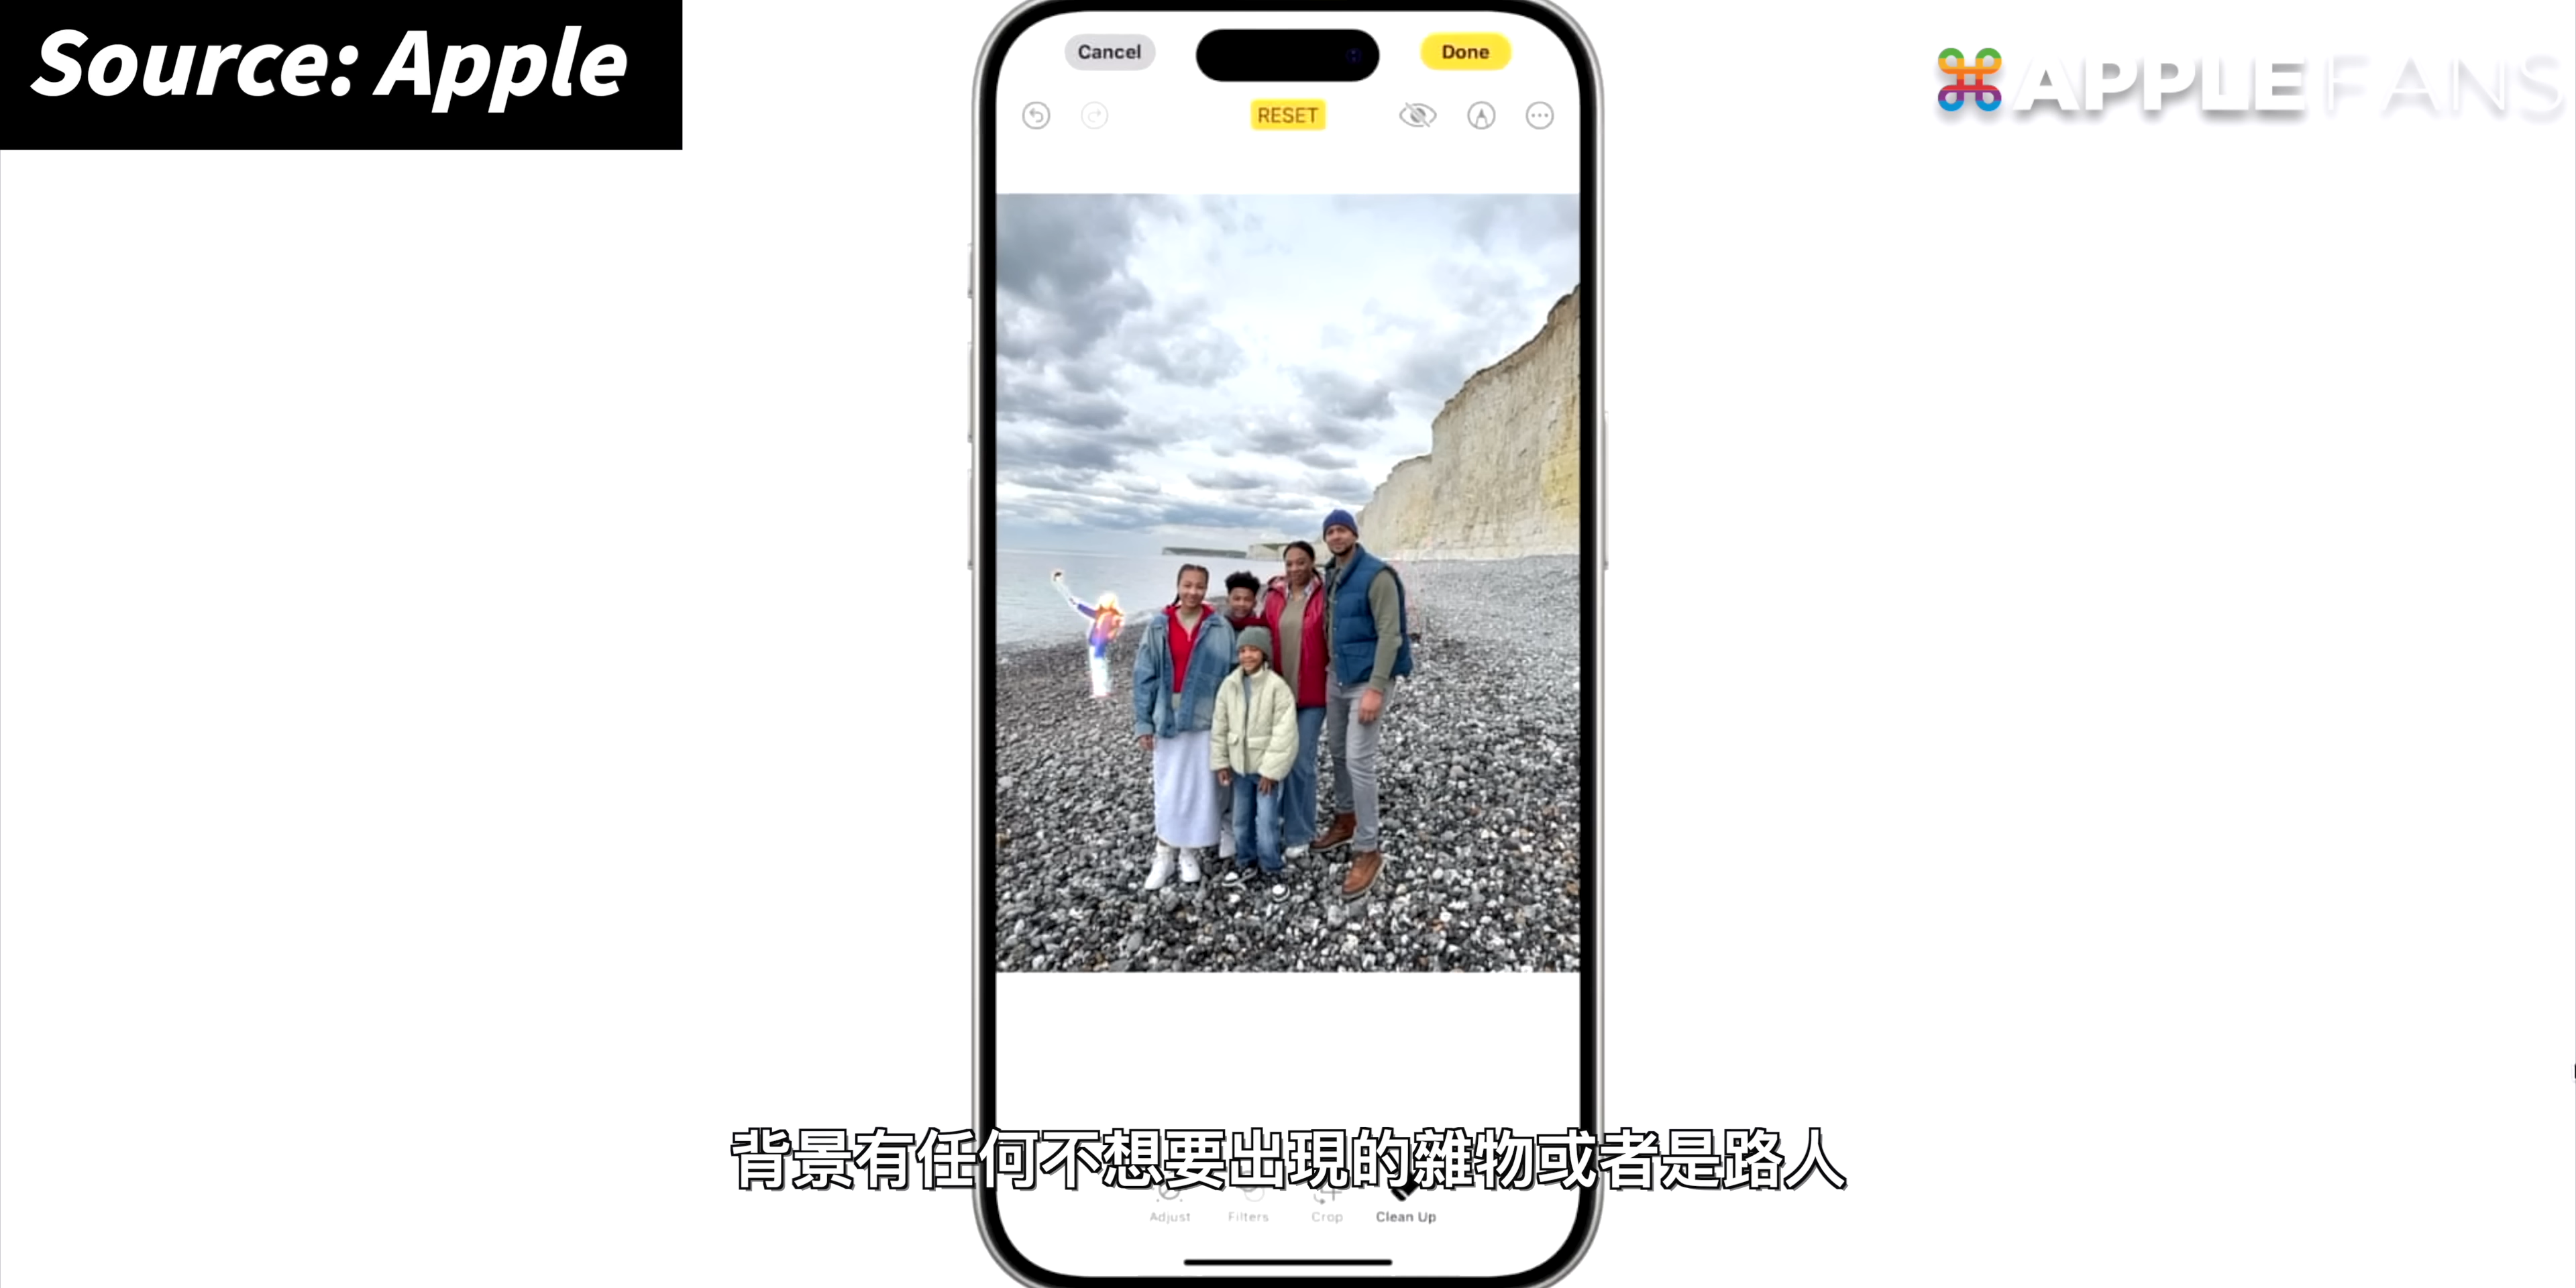 Source: Apple
APPLEFANS
Cancel
Done
RESET
背景有任何不想要出現的雜物或者是路人
Adjust
Filters
Crop
Clean Up